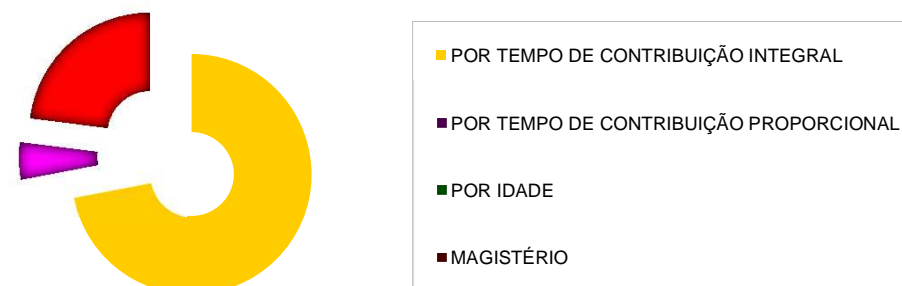 POR TEMPO DE CONTRIBUIÇÃO INTEGRAL
POR TEMPO DE CONTRIBUIÇÃO PROPORCIONAL
POR IDADE
MAGISTÉRIO